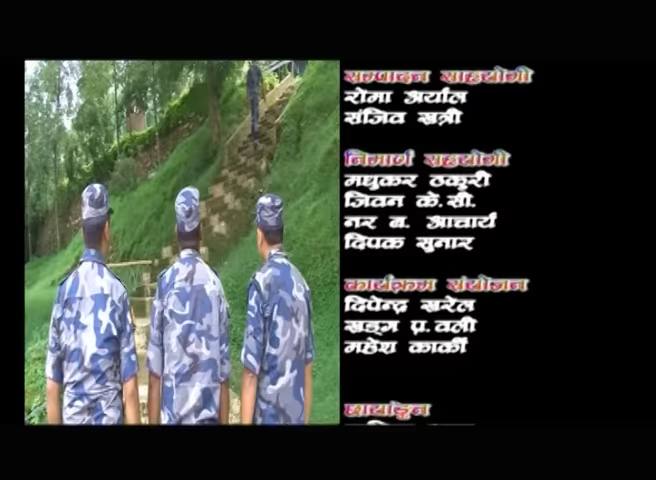 सम्पादन साहयोगी
रोमा अर्याल
संजिव खत्री
निमार्ण सहयोगी
मधुकर ठकुरी
जिवन के.सी.
नर ब. आचार्य
दिपक सुनार
कार्यक्रम संयोजन
दिपेन्द्र खरेल
खड्ग प्र.वली
महेश कार्की
छायांङ्कन